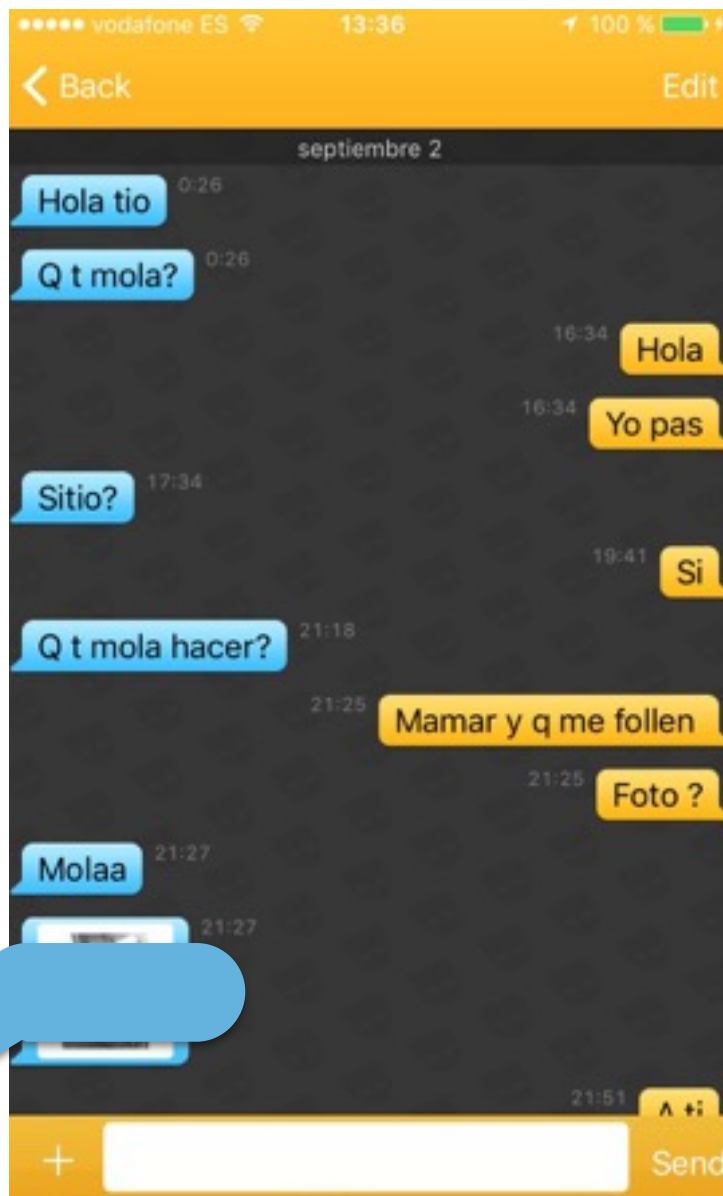 vodafone ES 13:36 100 %
Back Edit
septiembre 2
Hola tio 0:26
Q t mola? 0:26
16:34 Hola
16:34 Yo pas
Sitio? 17:34
19:41 Si
Q t mola hacer? 21:18
21:25 Mamar y q me follen
21:25 Foto ?
Molaa 21:27
21:27
21:51 A ti
+ Send